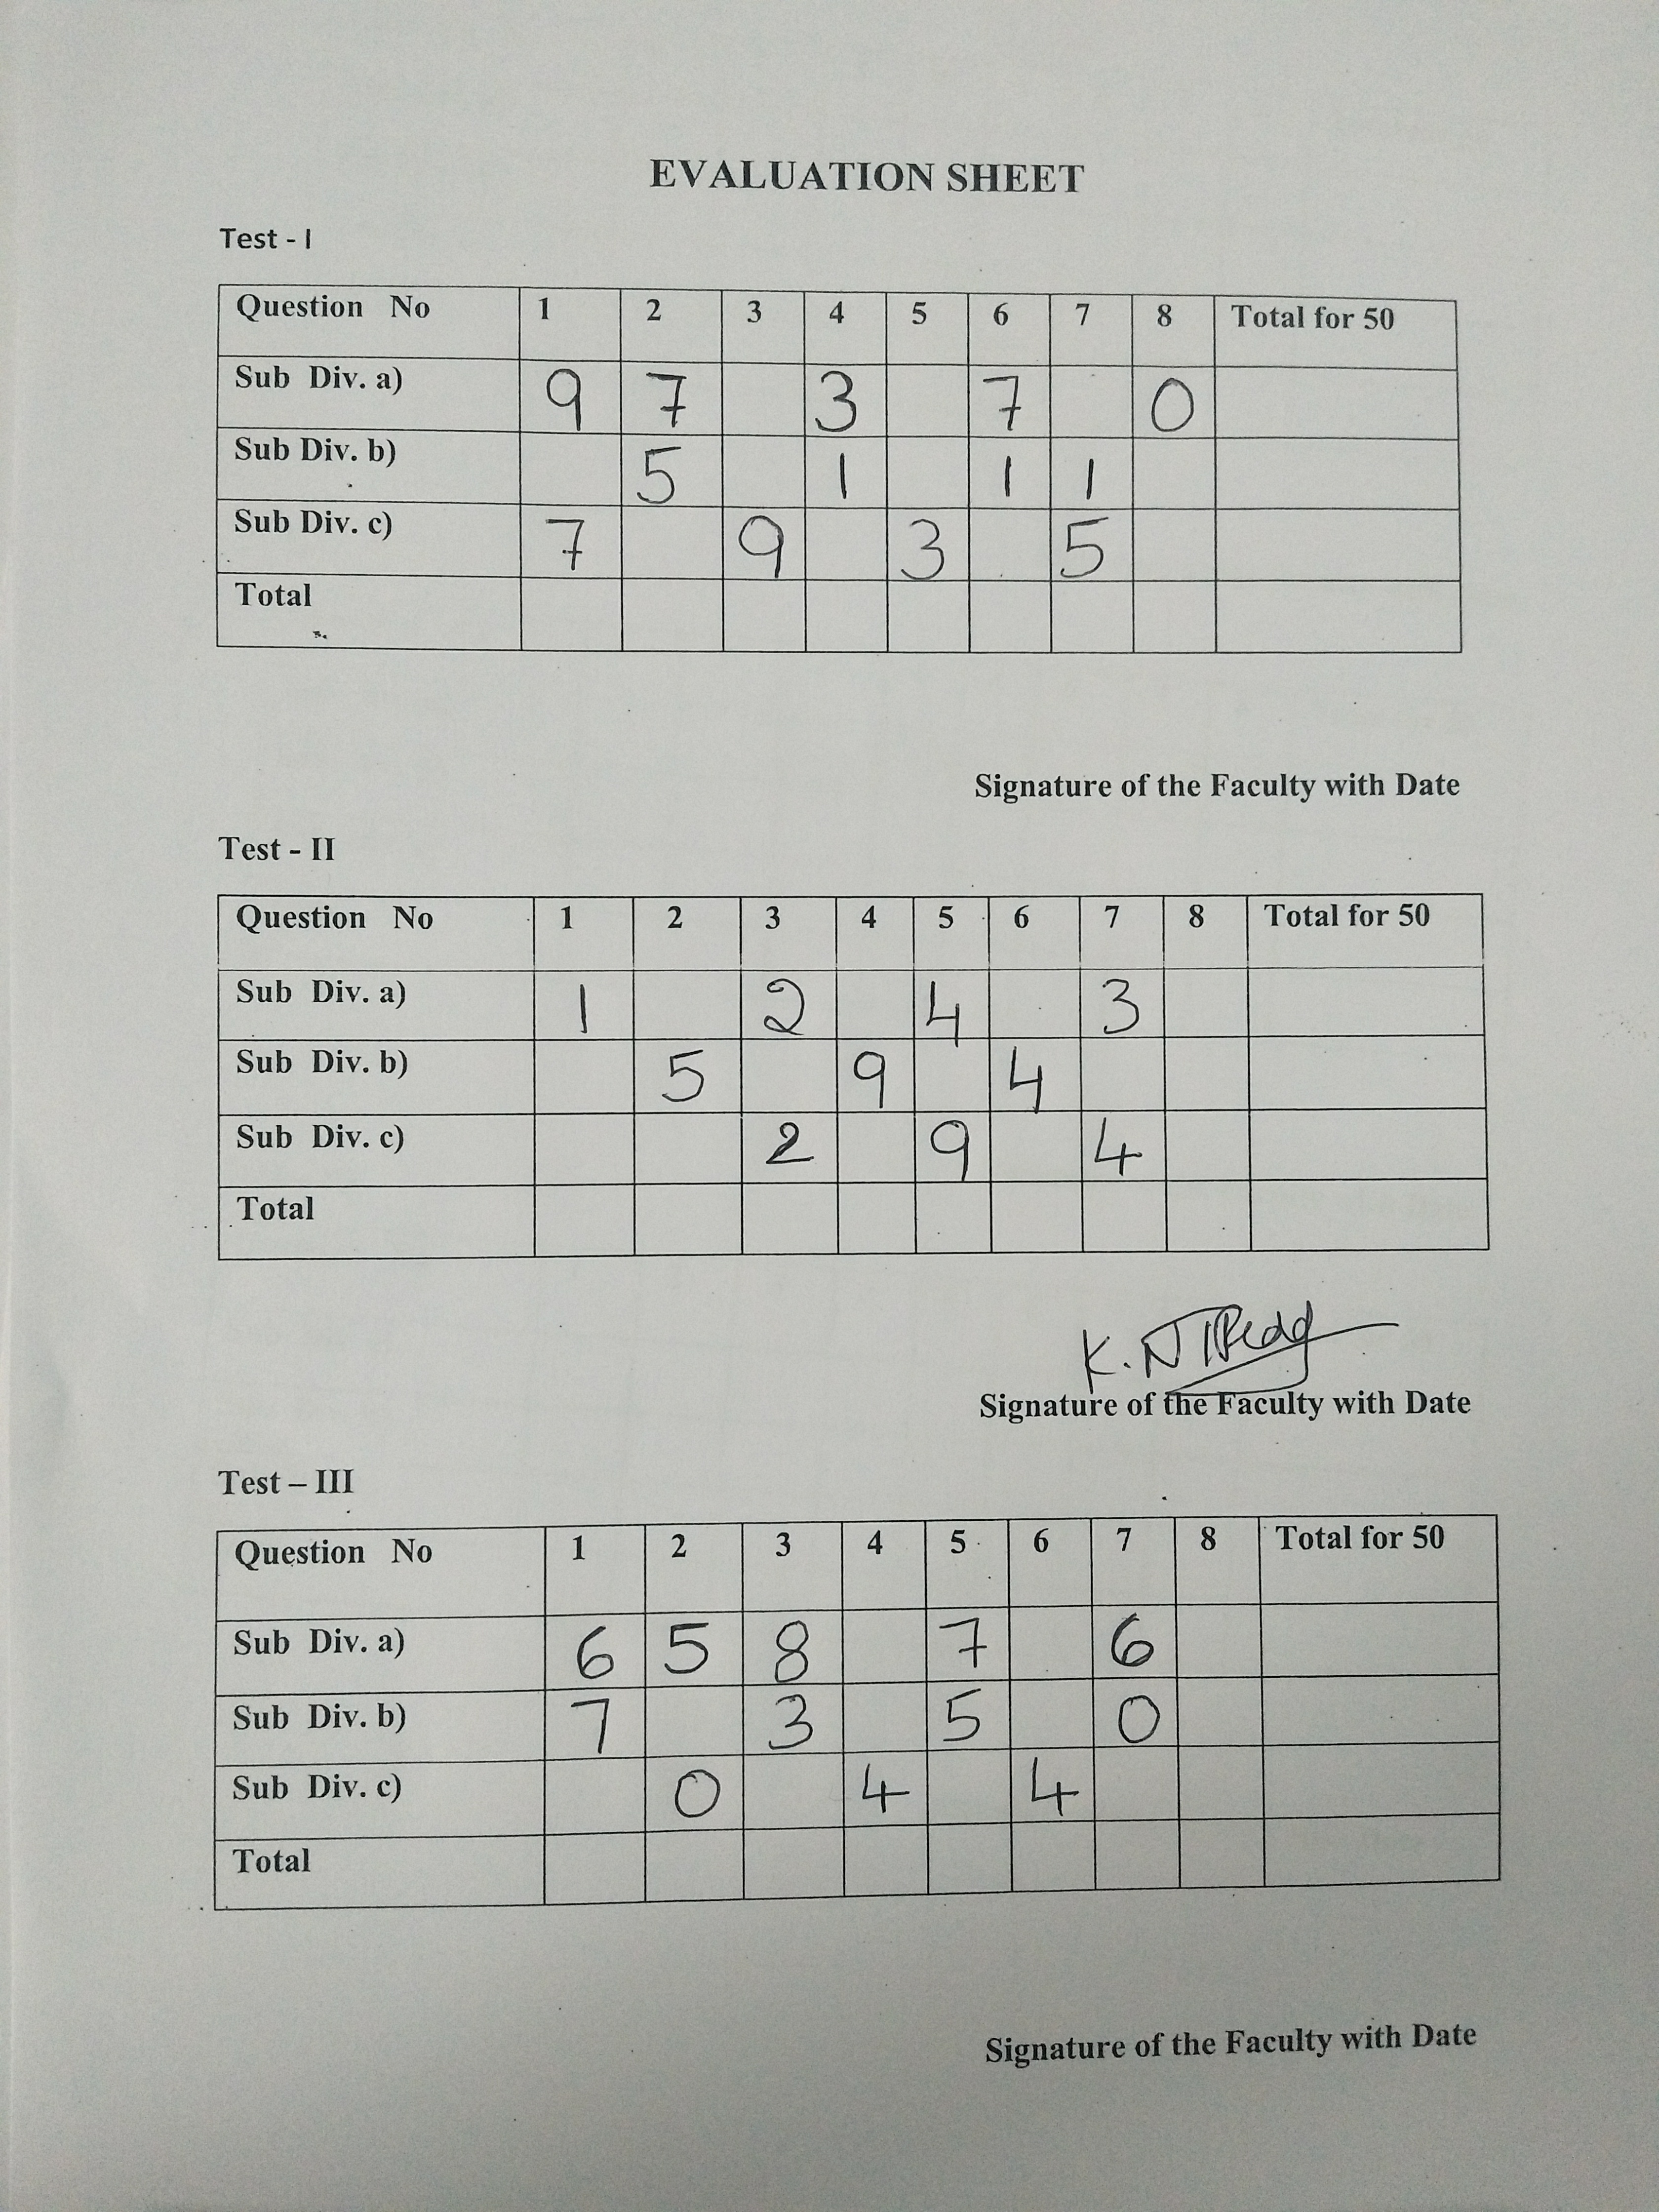 EVALUATION SHEET
Test - I
Question No 1 2 3 4 5 6 7 8 Total for 50
Sub Div. a) 9 7 3 7 0
Sub Div. b) 5 1 1 1
Sub Div. c) 7 9 3 5
Total
Signature of the Faculty with Date
Test - II
Question No 1 2 3 4 5 6 7 8 Total for 50
Sub Div. a) 1 2 4 3
Sub Div. b) 5 9 4
Sub Div. c) 2 9 4
Total
K. N
Signature of the Faculty with Date
Test – III
Question No 1 2 3 4 5 6 7 8 Total for 50
Sub Div. a) 6 5 8 7 6
Sub Div. b) 7 3 5 0
Sub Div. c) 0 4 4
Total
Signature of the Faculty with Date